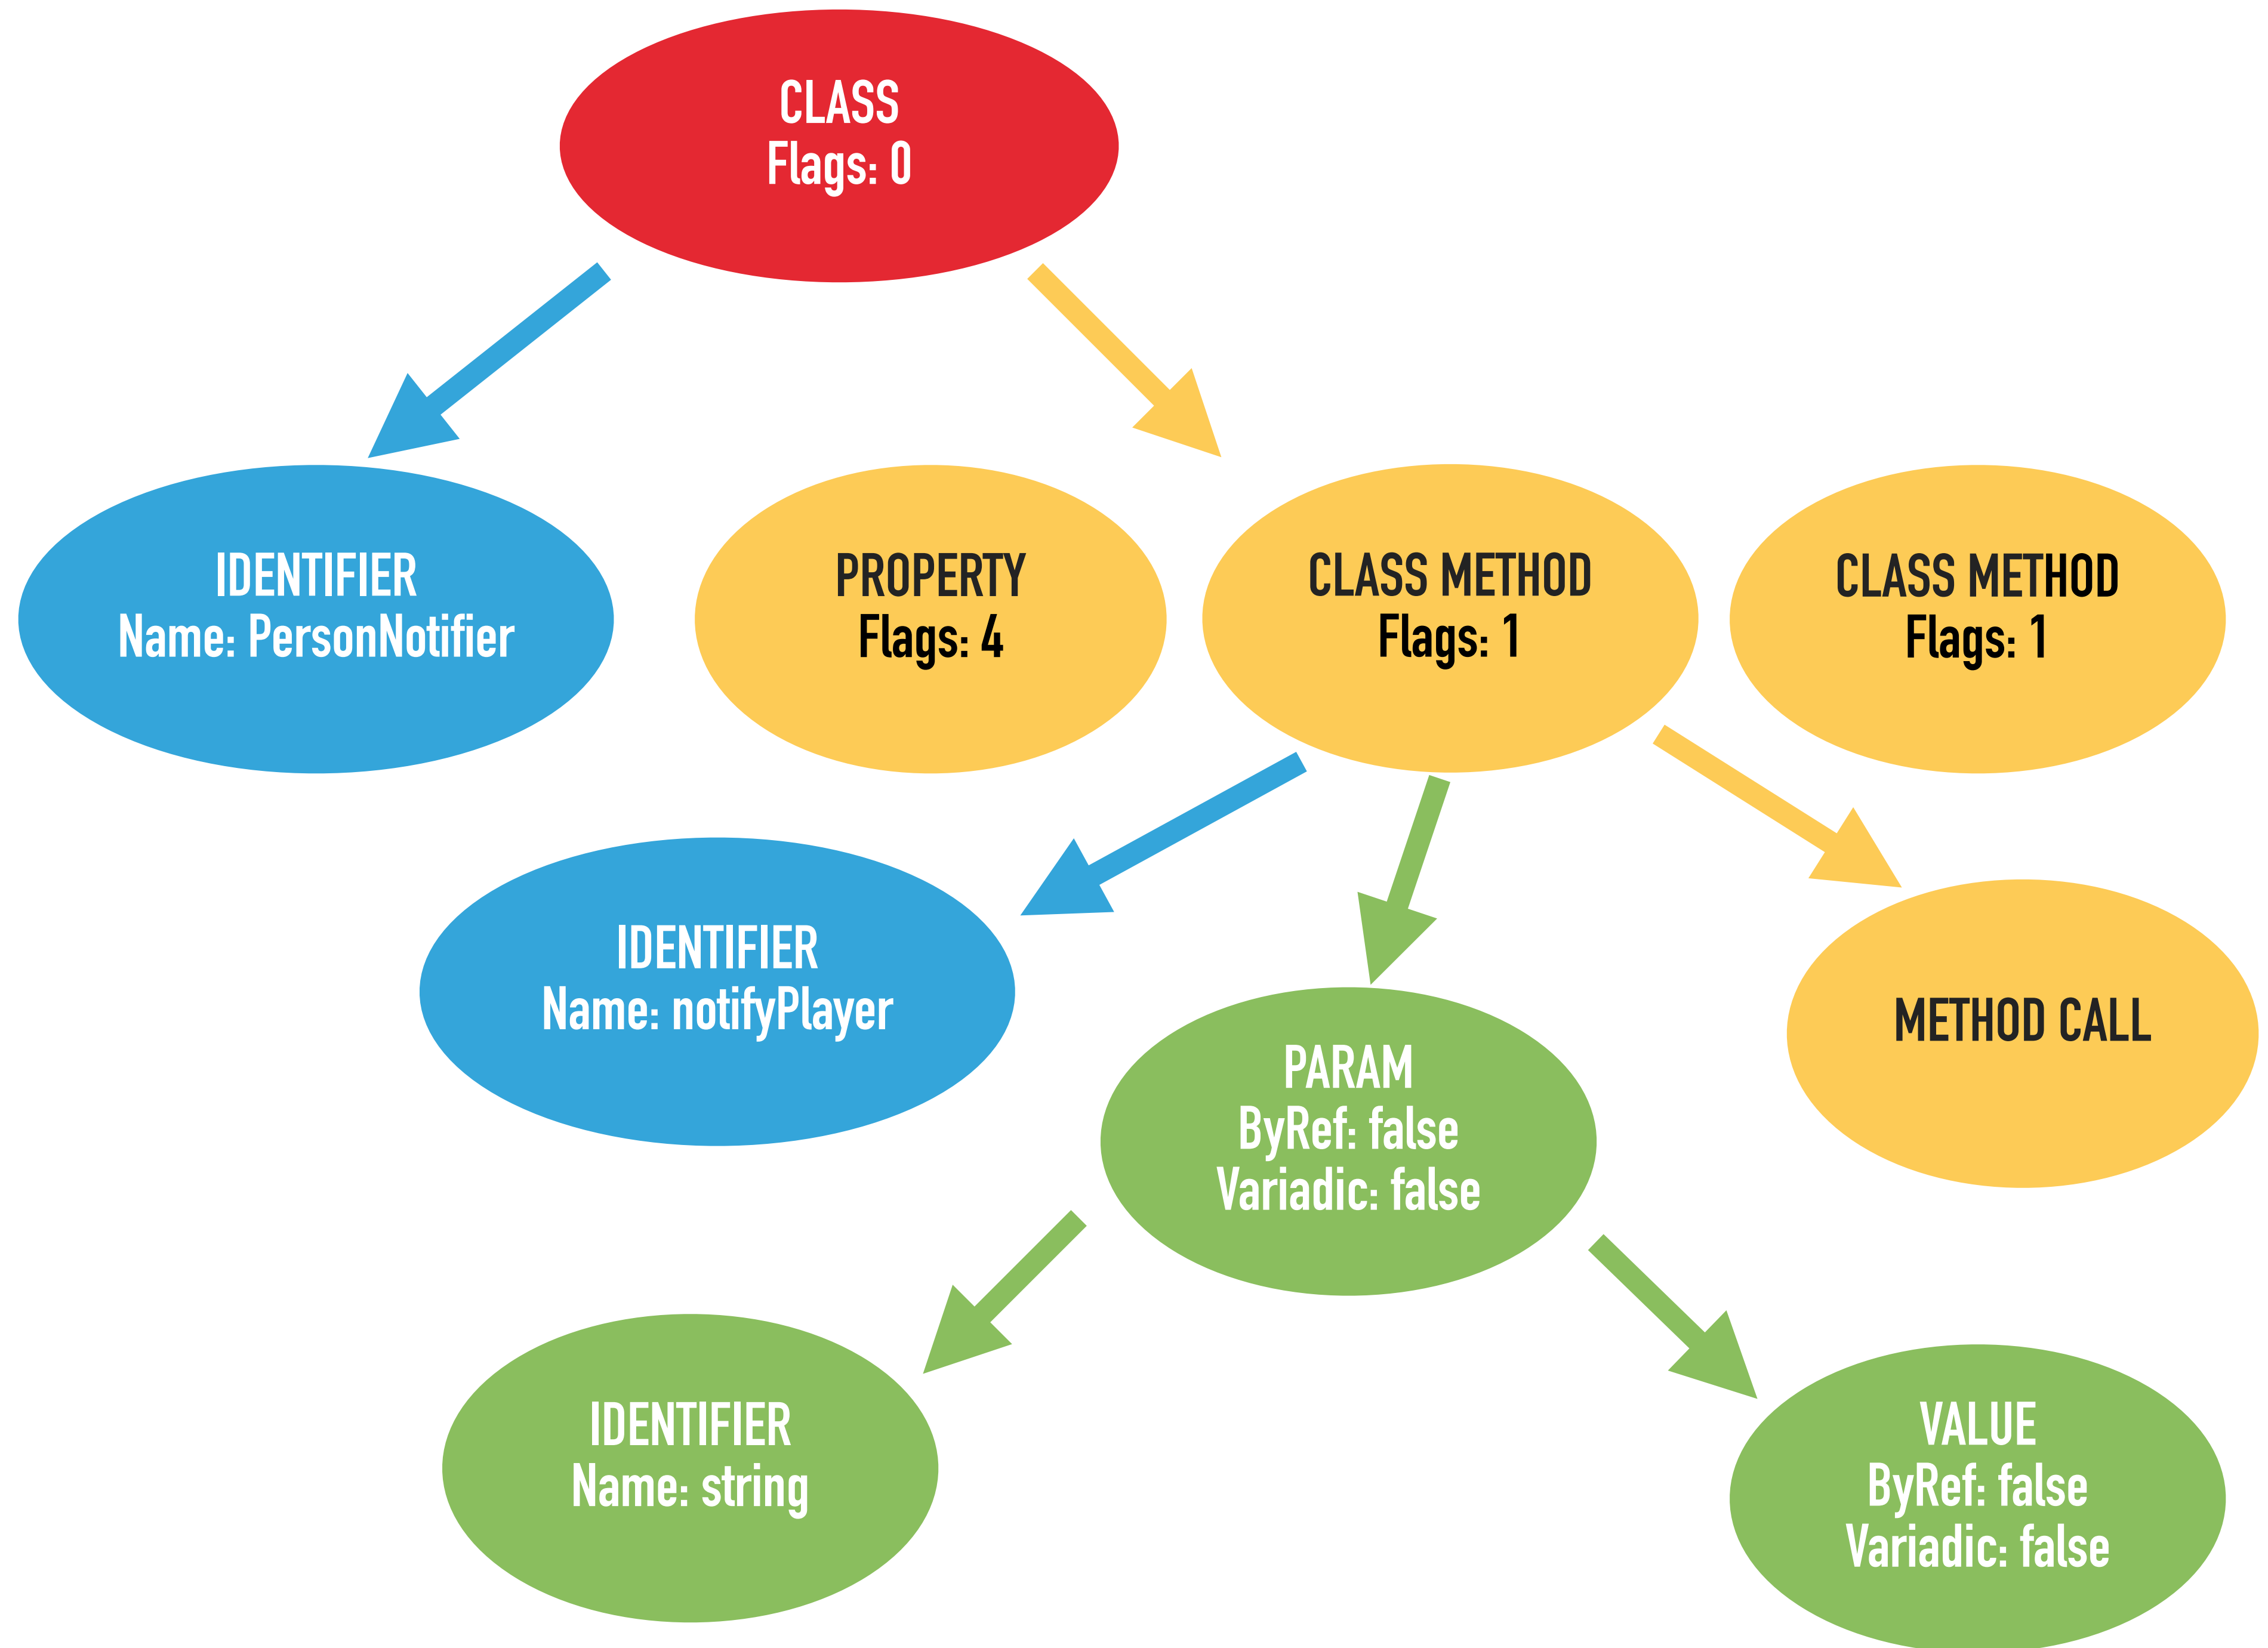 CLASS
Flags: 0
IDENTIFIER
Name: PersonNotifier
PROPERTY
Flags: 4
CLASS METHOD
Flags: 1
CLASS METHOD
Flags: 1
IDENTIFIER
Name: notifyPlayer
PARAM
ByRef: false
Variadic: false
METHOD CALL
IDENTIFIER
Name: string
VALUE
ByRef: false
Variadic: false